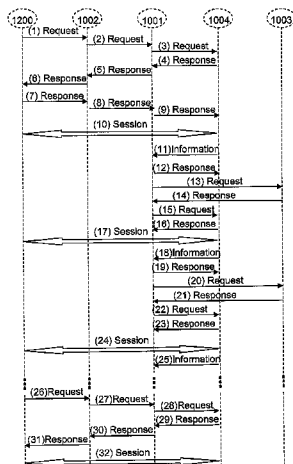 1200 1002 1001 1004 1003
(1) Request
(2) Request
(3) Request
(4) Response
(5) Response
(6) Response
(7) Response
(8) Response
(9) Response
(10) Session
(11)Information
(12) Response
(13) Request
(14) Response
(15) Request
(16) Response
(17) Session
(18)Information
(19) Response
(20) Request
(21) Response
(22) Request
(23) Response
(24) Session
(25)Information
(26)Request
(27)Request
(28)Request
(29) Response
(30) Response
(31)Response
(32) Session